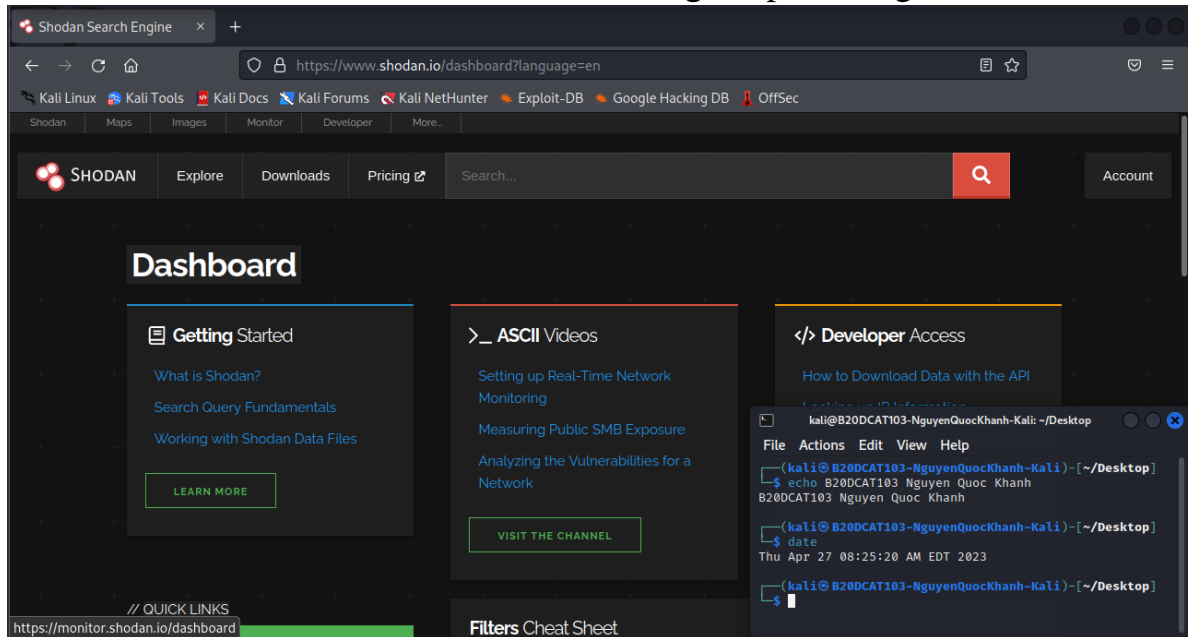 Shodan Search Engine
https://www.shodan.io/dashboard?language=en
Kali Linux Kali Tools Kali Docs Kali Forums Kali NetHunter Exploit-DB Google Hacking DB OffSec
Shodan Maps Images Monitor Developer More...
SHODAN Explore Downloads Pricing Search... Account
Dashboard
Getting Started
What is Shodan?
Search Query Fundamentals
Working with Shodan Data Files
LEARN MORE
>_ ASCII Videos
Setting up Real-Time Network
Monitoring
Measuring Public SMB Exposure
Analyzing the Vulnerabilities for a
Network
VISIT THE CHANNEL
</> Developer Access
How to Download Data with the API
kali@B20DCAT103-NguyenQuocKhanh-Kali: ~/Desktop
File Actions Edit View Help
(kali㉿B20DCAT103-NguyenQuocKhanh-Kali)-[~/Desktop]
$ echo B20DCAT103 Nguyen Quoc Khanh
B20DCAT103 Nguyen Quoc Khanh
(kali㉿B20DCAT103-NguyenQuocKhanh-Kali)-[~/Desktop]
$ date
Thu Apr 27 08:25:20 AM EDT 2023
(kali㉿B20DCAT103-NguyenQuocKhanh-Kali)-[~/Desktop]
$
// QUICK LINKS
Filters Cheat Sheet
https://monitor.shodan.io/dashboard